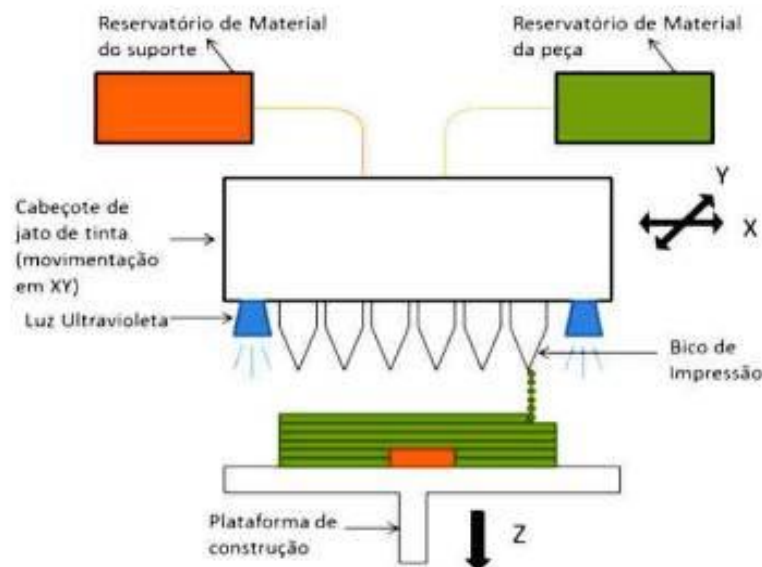 Reservatório de Material
do suporte
Reservatório de Material
da peça
Cabeçote de
jato de tinta
(movimentação
em XY)
Y
X
Luz Ultravioleta
Bico de
Impressão
Plataforma de
construção
Z